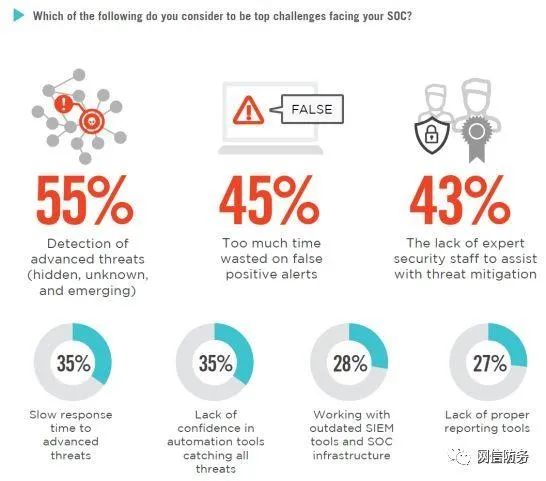 Which of the following do you consider to be top challenges facing your SOC?
FALSE
55%
45%
43%
Detection of
advanced threats
(hidden, unknown,
and emerging)
Too much time
wasted on false
positive alerts
The lack of expert
security staff to assist
with threat mitigation
35%
35%
28%
27%
Slow response
time to
advanced
threats
Lack of
confidence in
automation tools
catching all
threats
Working with
outdated SIEM
tools and SOC
infrastructure
Lack of proper
reporting tools
网信防务